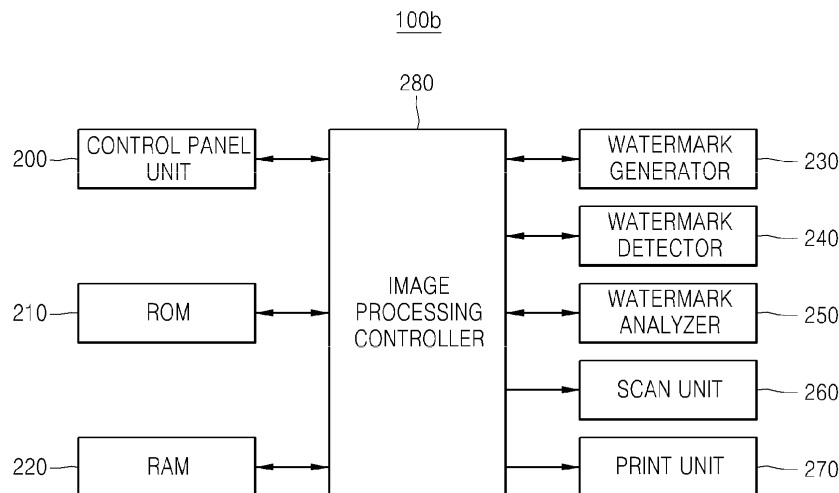 100b
280
200
CONTROL PANEL
UNIT
WATERMARK
GENERATOR
230
WATERMARK
DETECTOR
240
210
ROM
IMAGE
PROCESSING
CONTROLLER
WATERMARK
ANALYZER
250
SCAN UNIT
260
220
RAM
PRINT UNIT
270